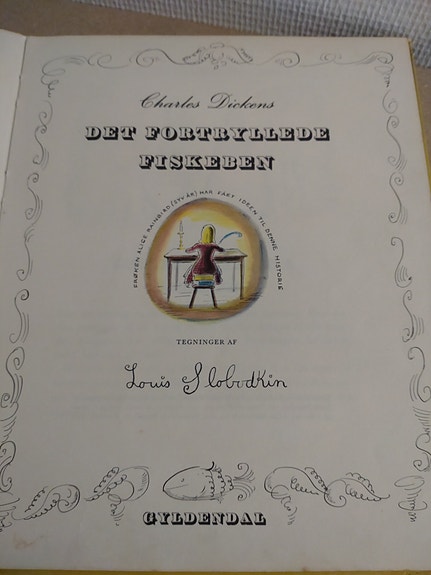 Charles Dickens
DET FORTRYLLEDE
FISKEBEN
FRØKEN ALICE RAINBIRD (SYV ÅR) HAR FÅET IDEEN TIL DENNE HISTORIE
TEGNINGER AF
Louis Slobodkin
GYLDENDAL